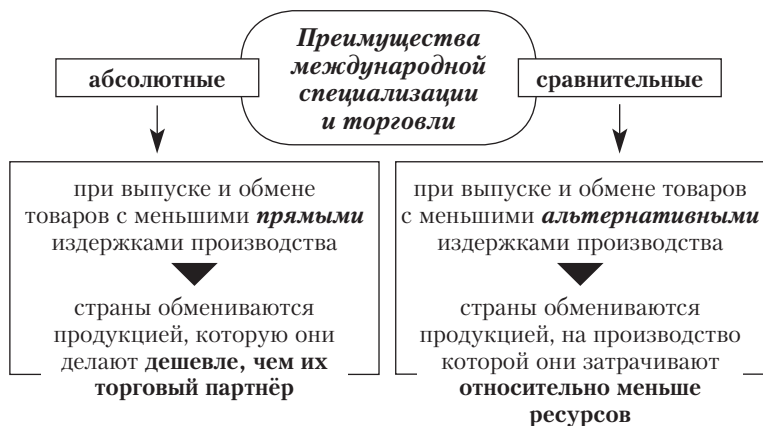 Преимущества
международной
специализации
и торговли
абсолютные
сравнительные
при выпуске и обмене
товаров с меньшими прямыми
издержками производства
страны обмениваются
продукцией, которую они
делают дешевле, чем их
торговый партнёр
при выпуске и обмене товаров
с меньшими альтернативными
издержками производства
страны обмениваются
продукцией, на производство
которой они затрачивают
относительно меньше
ресурсов